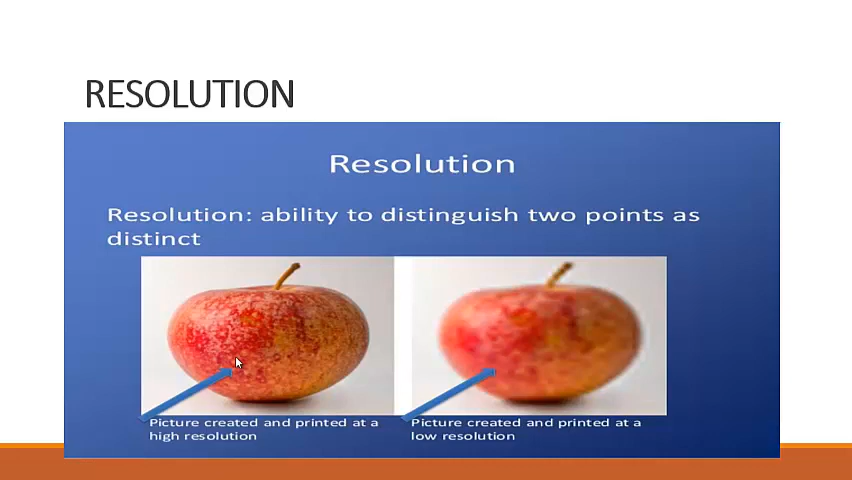 RESOLUTION
Resolution
Resolution: ability to distinguish two points as
distinct
Picture created and printed at a
high resolution
Picture created and printed at a
low resolution